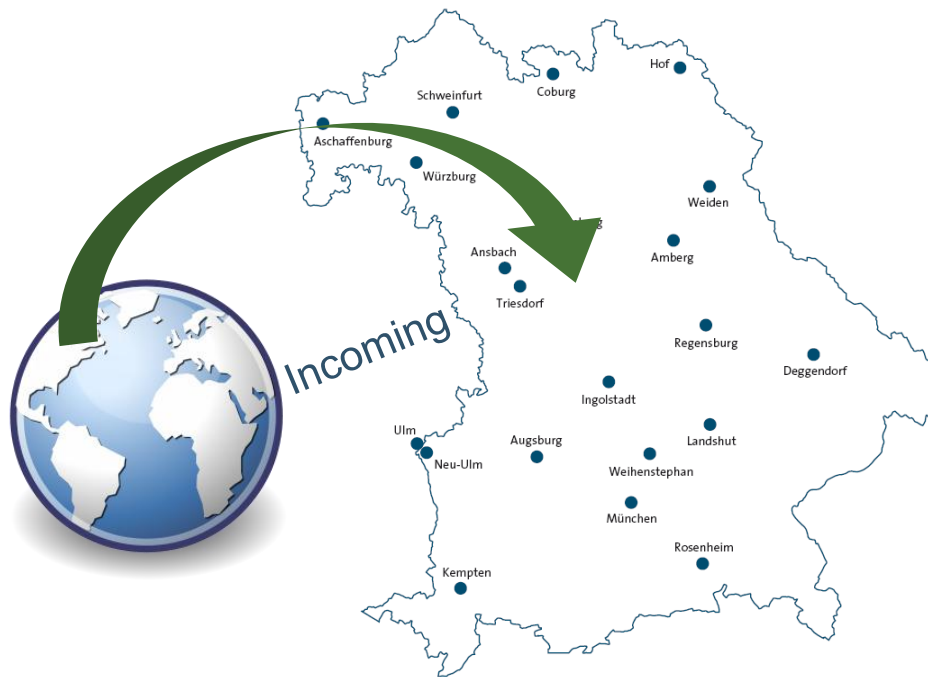 Hof
Coburg
Schweinfurt
Aschaffenburg
Würzburg
Weiden
Amberg
Ansbach
Triesdorf
Incoming
Regensburg
Deggendorf
Ingolstadt
Ulm
Neu-Ulm
Augsburg
Landshut
Weihenstephan
München
Rosenheim
Kempten